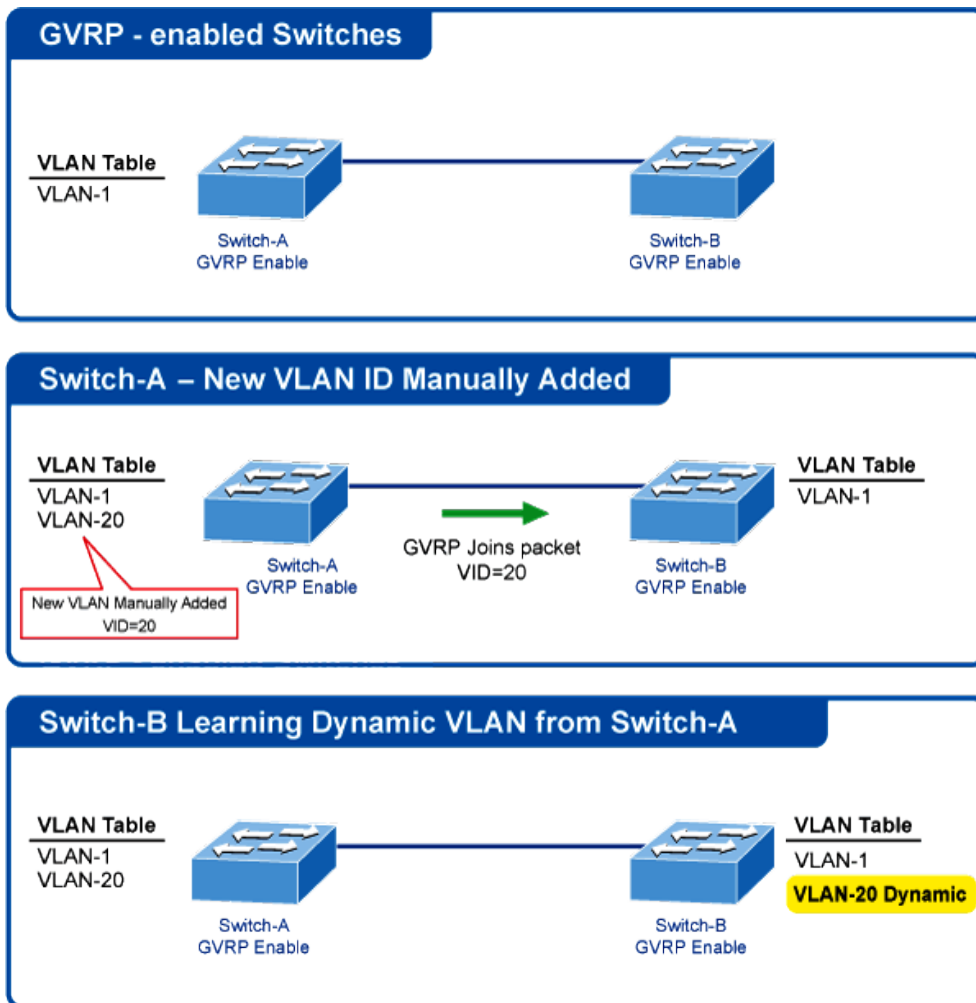 GVRP - enabled Switches
VLAN Table
VLAN-1
Switch-A
GVRP Enable
Switch-B
GVRP Enable
Switch-A – New VLAN ID Manually Added
VLAN Table
VLAN-1
VLAN-20
New VLAN Manually Added
VID=20
Switch-A
GVRP Enable
GVRP Joins packet
VID=20
Switch-B
GVRP Enable
VLAN Table
VLAN-1
Switch-B Learning Dynamic VLAN from Switch-A
VLAN Table
VLAN-1
VLAN-20
Switch-A
GVRP Enable
Switch-B
GVRP Enable
VLAN Table
VLAN-1
VLAN-20 Dynamic